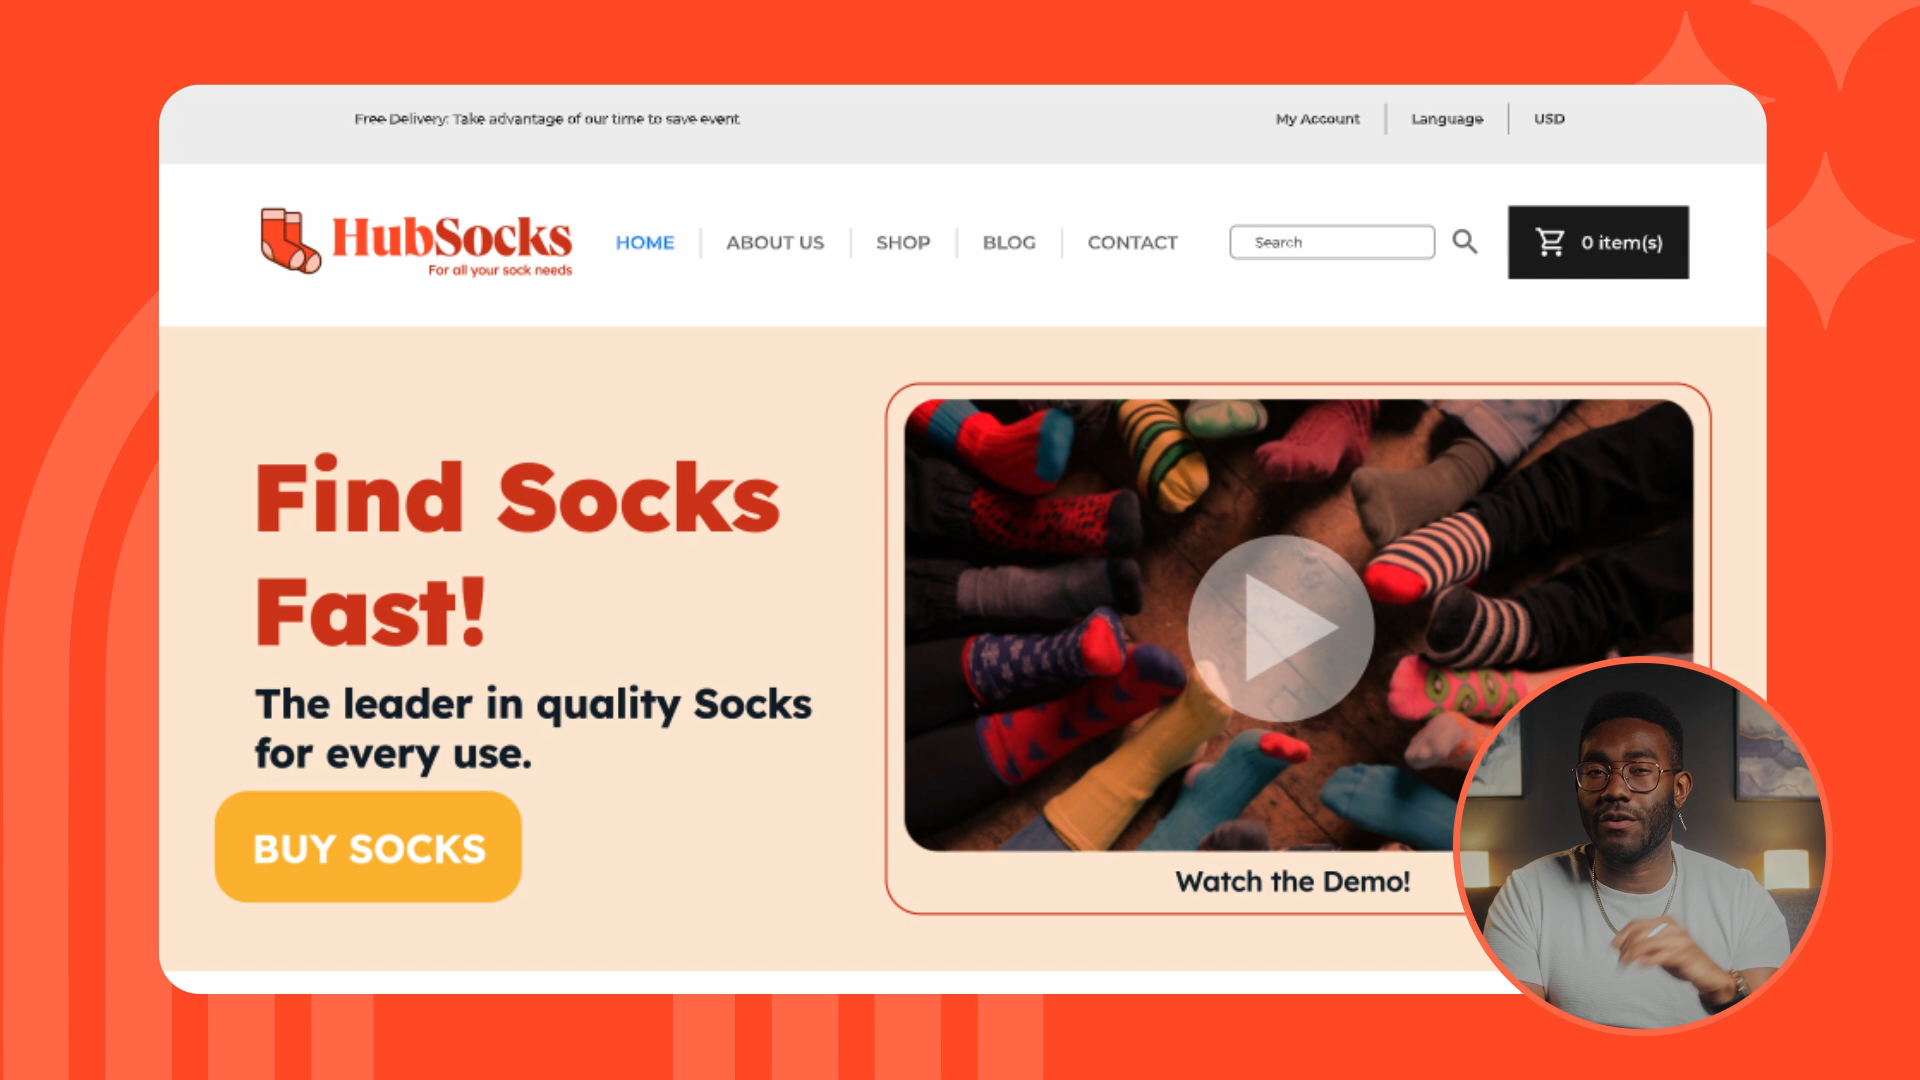 Free Delivery: Take advantage of our time to save event
My Account
Language
USD
HubSocks
For all your sock needs
HOME
ABOUT US
SHOP
BLOG
CONTACT
Search
0 item(s)
Find Socks
Fast!
The leader in quality Socks
for every use.
BUY SOCKS
Watch the Demo!